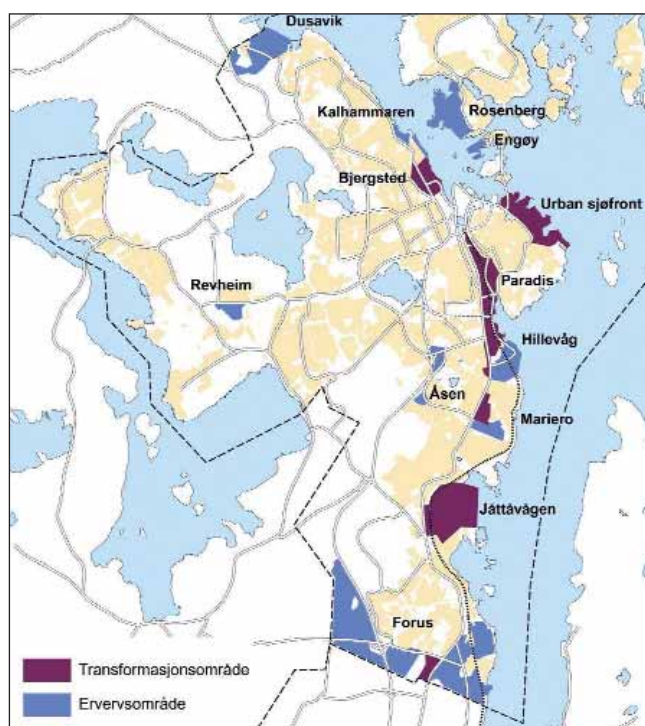 Dusavik
Kalhammaren
Rosenberg
Engøy
Bjergsted
Urban sjøfront
Revheim
Paradis
Hillevåg
Åsen
Mariero
Jåttåvågen
Forus
Transformasjonsområde
Ervervsområde